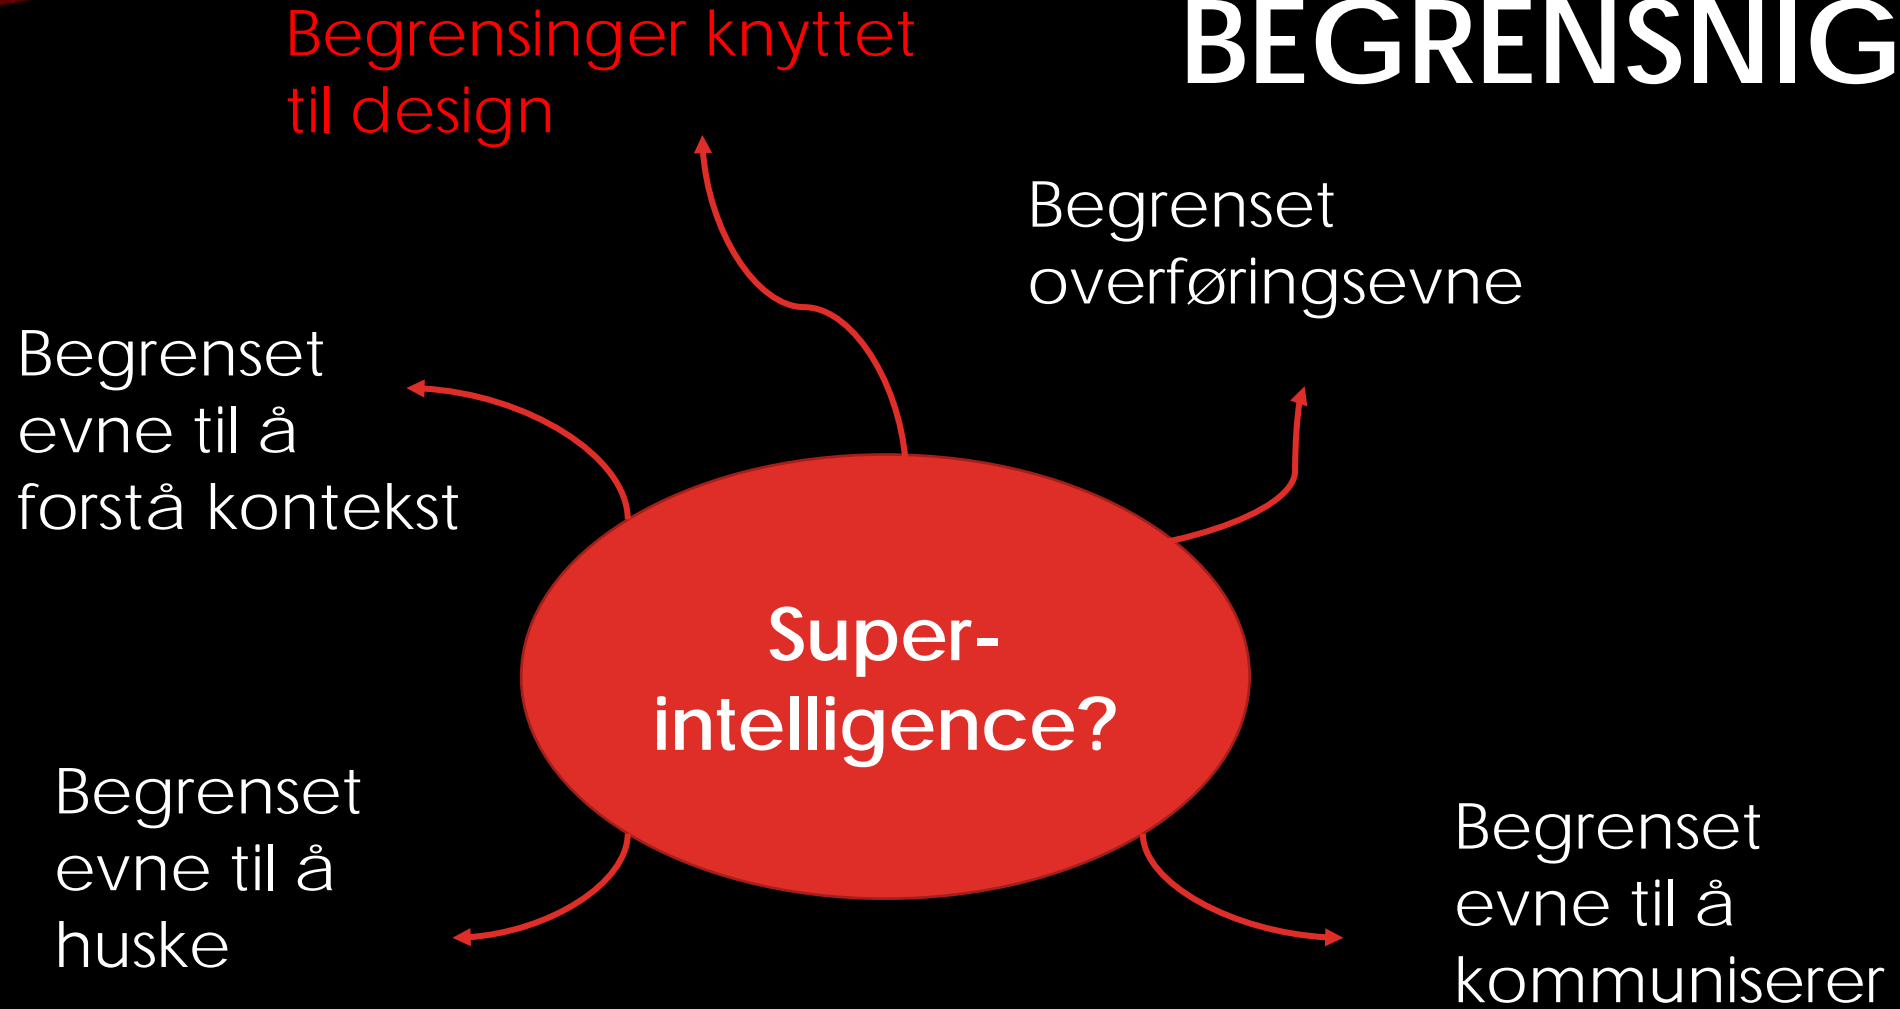 BEGRENSNIG
Begrensinger knyttet
til design
Begrenset
overføringsevne
Begrenset
evne til å
forstå kontekst
Super-
intelligence?
Begrenset
evne til å
huske
Begrenset
evne til å
kommuniserer